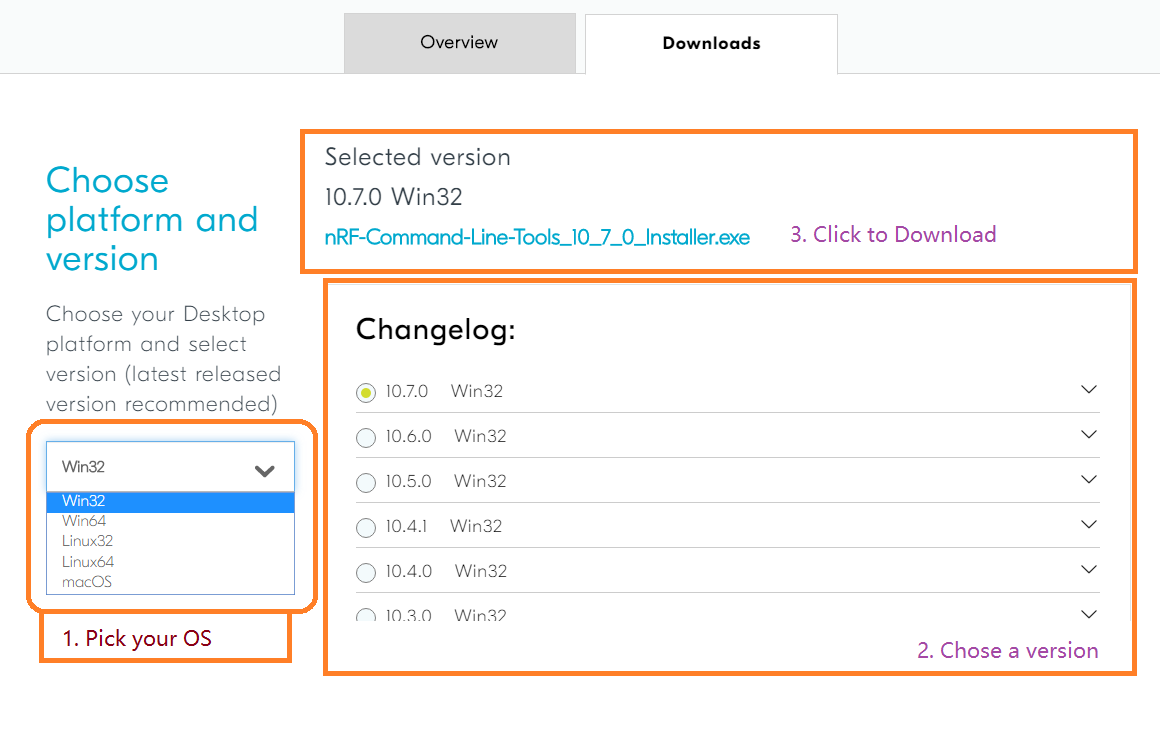 Overview
Downloads
Choose
platform and
version
Choose your Desktop
platform and select
version (latest released
version recommended)
Win32
Win32
Win64
Linux32
Linux64
macOS
1. Pick your OS
Selected version
10.7.0 Win32
nRF-Command-Line-Tools_10_7_0_Installer.exe
3. Click to Download
Changelog:
10.7.0 Win32
10.6.0 Win32
10.5.0 Win32
10.4.1 Win32
10.4.0 Win32
10.3.0 Win32
2. Chose a version